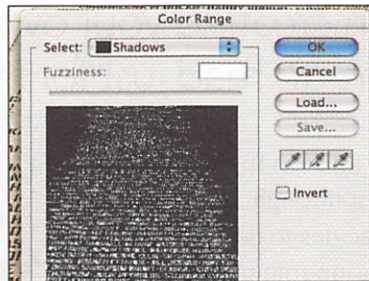 Color Range
Select: Shadows
OK
Fuzziness:
Cancel
Load...
Save...
Invert